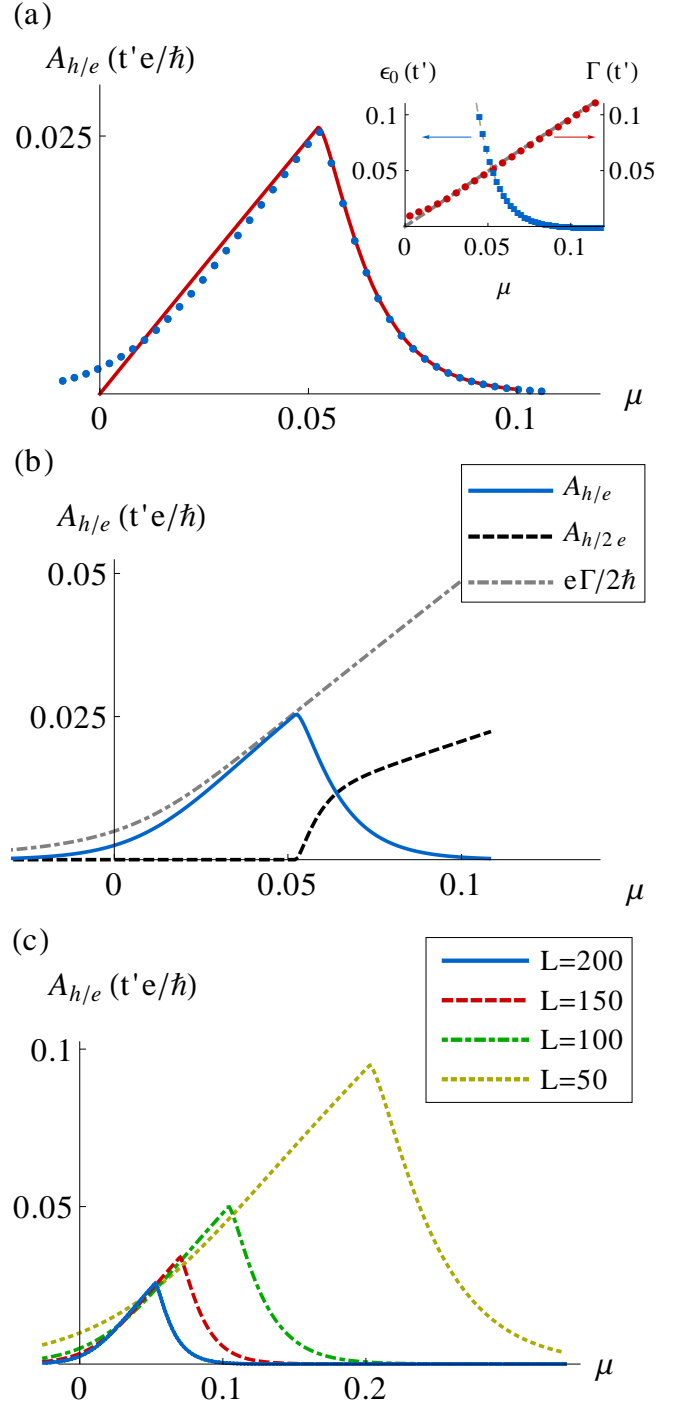 (a)
A_{h/e} (t'e/ħ)
ϵ_0 (t') Γ (t')
0.1 0.1
0.05 0.05
0 0.05 0.1
μ
0.025
0 0.05 0.1 μ
(b)
A_{h/e}
A_{h/2 e}
eΓ/2ħ
A_{h/e} (t'e/ħ)
0.05
0.025
0 0.05 0.1 μ
(c)
L=200
L=150
L=100
L=50
A_{h/e} (t'e/ħ)
0.1
0.05
0 0.1 0.2 μ